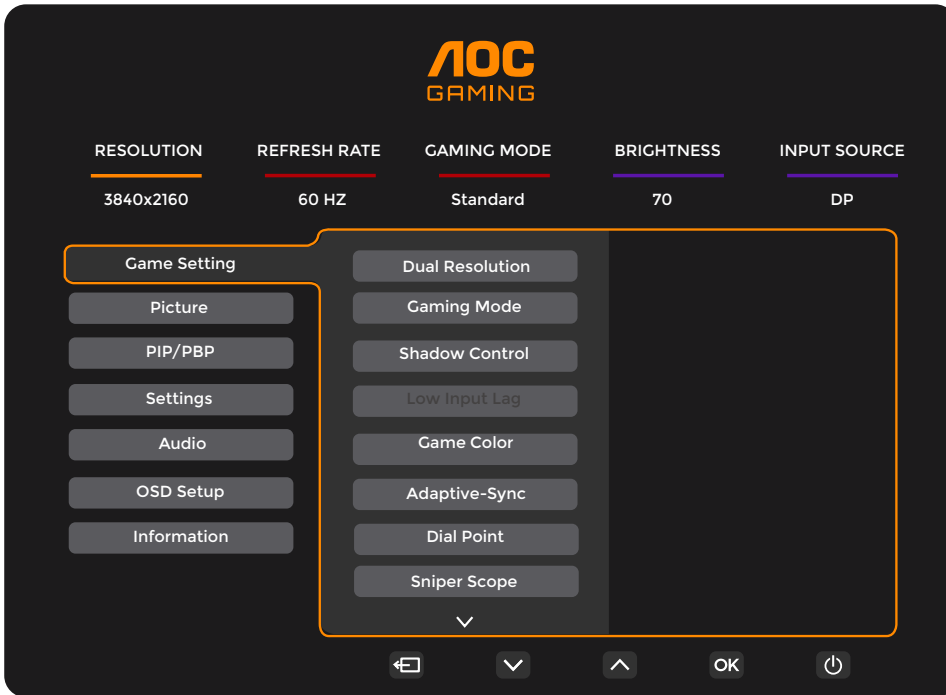 AOC
GAMING
RESOLUTION REFRESH RATE GAMING MODE BRIGHTNESS INPUT SOURCE
3840x2160 60 HZ Standard 70 DP
Game Setting
Picture
PIP/PBP
Settings
Audio
OSD Setup
Information
Dual Resolution
Gaming Mode
Shadow Control
Low Input Lag
Game Color
Adaptive-Sync
Dial Point
Sniper Scope
OK